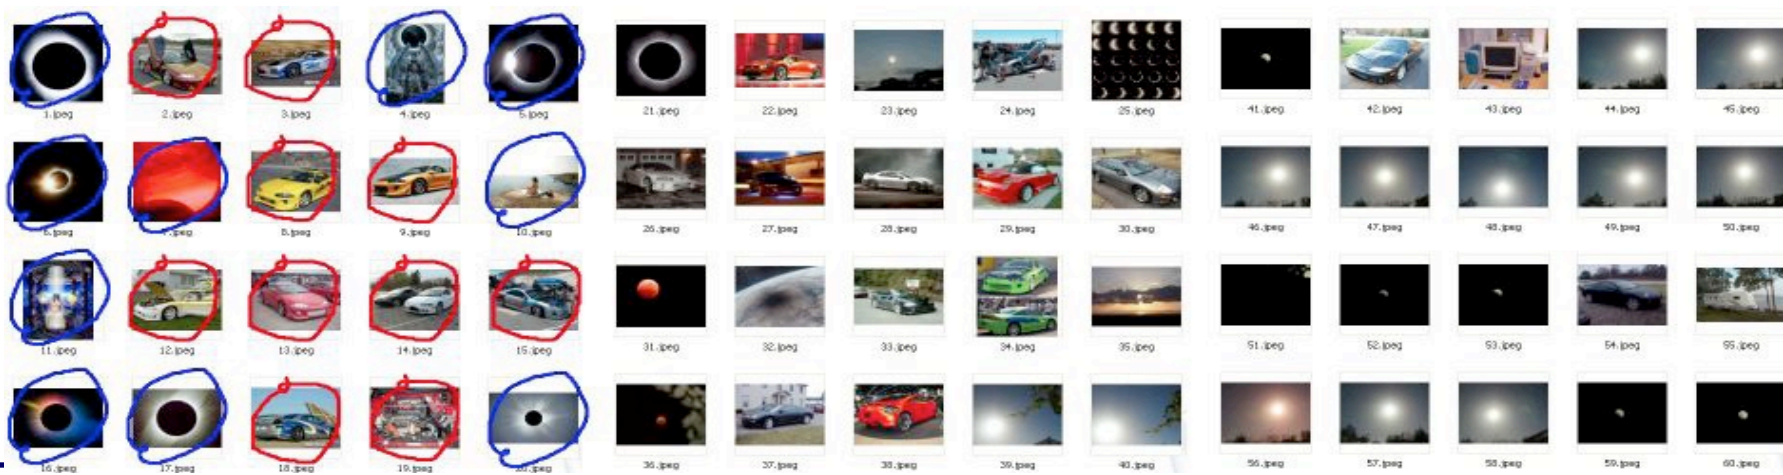 1.jpeg 2.jpeg 3.jpeg 4.jpeg 5.jpeg 21.jpeg 22.jpeg 23.jpeg 24.jpeg 25.jpeg 41.jpeg 42.jpeg 43.jpeg 44.jpeg 45.jpeg
6.jpeg 7.jpeg 8.jpeg 9.jpeg 10.jpeg 26.jpeg 27.jpeg 28.jpeg 29.jpeg 30.jpeg 46.jpeg 47.jpeg 48.jpeg 49.jpeg 50.jpeg
11.jpeg 12.jpeg 13.jpeg 14.jpeg 15.jpeg 31.jpeg 32.jpeg 33.jpeg 34.jpeg 35.jpeg 51.jpeg 52.jpeg 53.jpeg 54.jpeg 55.jpeg
16.jpeg 17.jpeg 18.jpeg 19.jpeg 20.jpeg 36.jpeg 37.jpeg 38.jpeg 39.jpeg 40.jpeg 56.jpeg 57.jpeg 58.jpeg 59.jpeg 60.jpeg